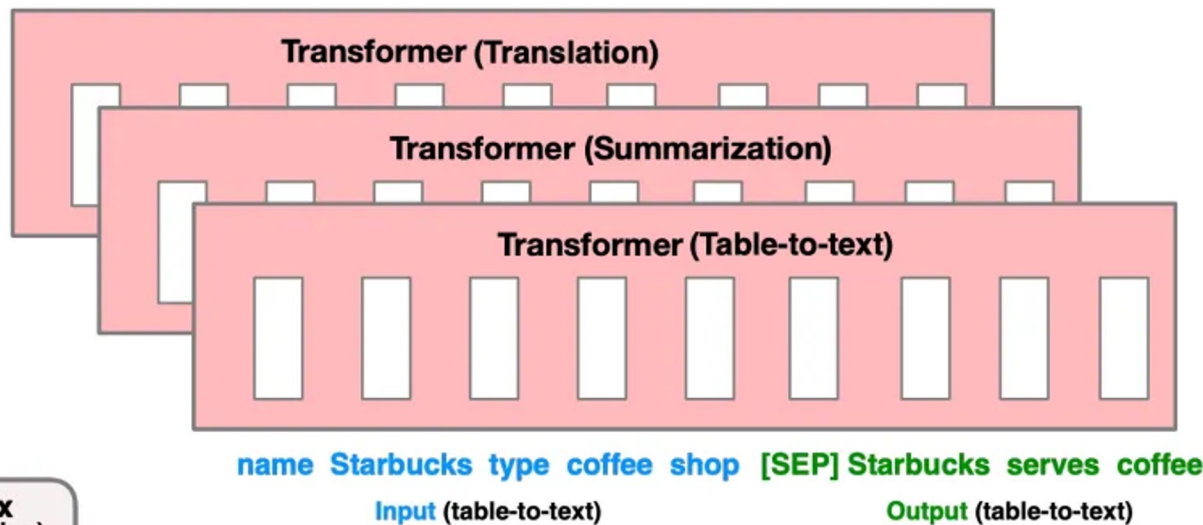 Transformer (Translation)
Transformer (Summarization)
Transformer (Table-to-text)
name Starbucks type coffee shop [SEP] Starbucks serves coffee
Input (table-to-text) Output (table-to-text)